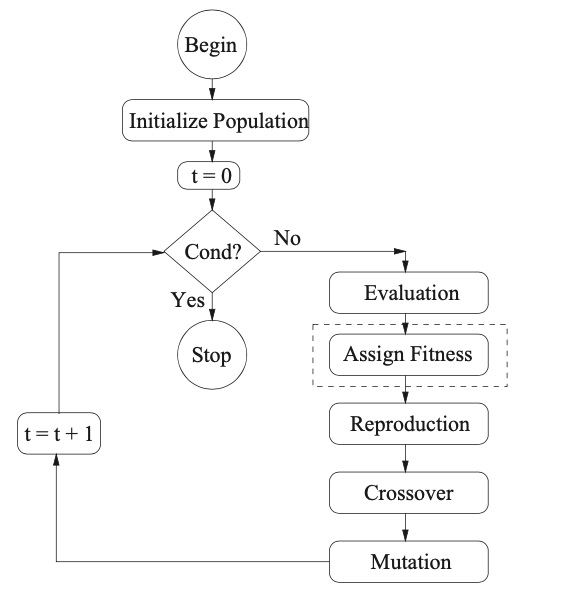 Begin
Initialize Population
t = 0
Cond?
No
Yes
Stop
Evaluation
Assign Fitness
Reproduction
Crossover
Mutation
t = t + 1